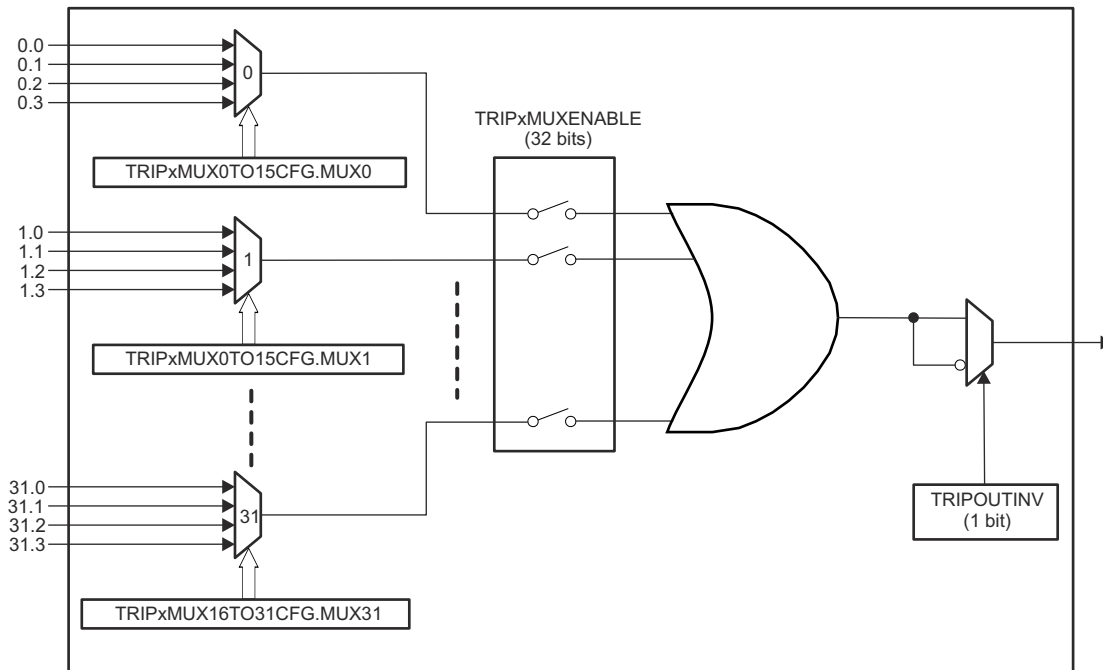 0.0
0.1
0.2
0.3
0
TRIPxMUX0TO15CFG.MUX0
TRIPxMUXENABLE
(32 bits)
1.0
1.1
1.2
1.3
1
TRIPxMUX0TO15CFG.MUX1
31.0
31.1
31.2
31.3
31
TRIPxMUX16TO31CFG.MUX31
TRIPOUTINV
(1 bit)